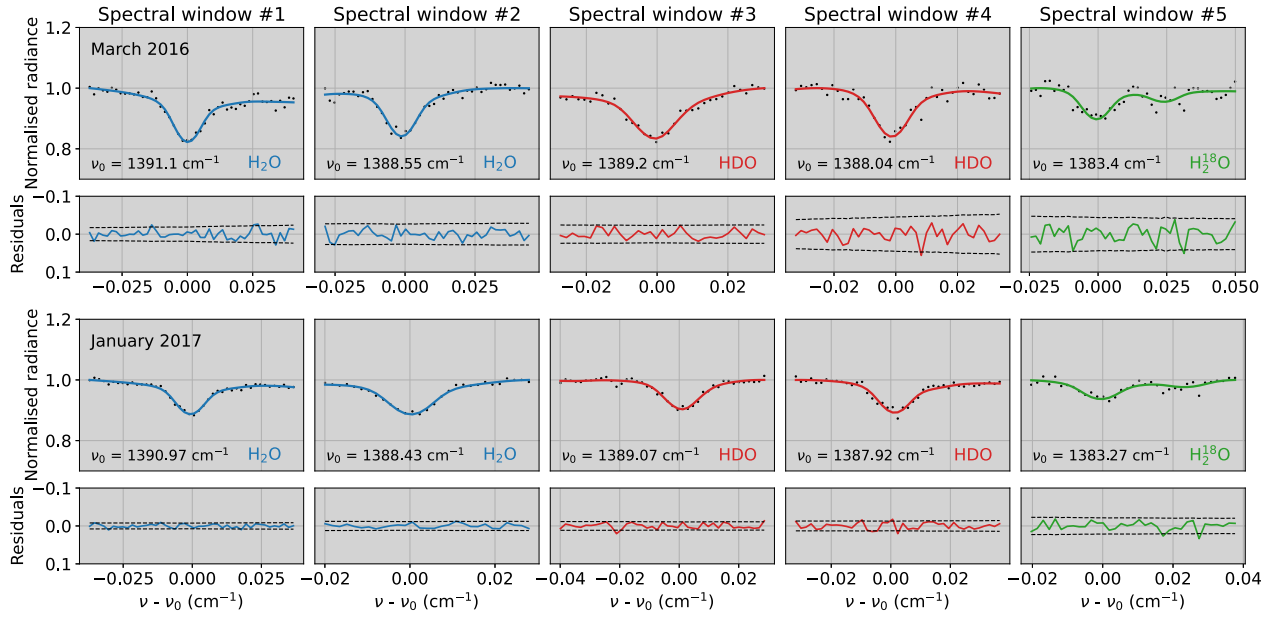 Spectral window #1 Spectral window #2 Spectral window #3 Spectral window #4 Spectral window #5
Normalised radiance
1.2
1.0
0.8
March 2016
ν₀ = 1391.1 cm⁻¹ H₂O
ν₀ = 1388.55 cm⁻¹ H₂O
ν₀ = 1389.2 cm⁻¹ HDO
ν₀ = 1388.04 cm⁻¹ HDO
ν₀ = 1383.4 cm⁻¹ H₂¹⁸O
Residuals
−0.1
0.0
0.1
−0.025 0.000 0.025
−0.025 0.000 0.025
0.00 0.02
−0.02 0.00 0.02
−0.025 0.000 0.025 0.050
Normalised radiance
1.2
1.0
0.8
January 2017
ν₀ = 1390.97 cm⁻¹ H₂O
ν₀ = 1388.43 cm⁻¹ H₂O
ν₀ = 1389.07 cm⁻¹ HDO
ν₀ = 1387.92 cm⁻¹ HDO
ν₀ = 1383.27 cm⁻¹ H₂¹⁸O
Residuals
−0.1
0.0
0.1
−0.025 0.000 0.025
−0.02 0.00 0.02
−0.04 −0.02 0.00 0.02
−0.02 0.00 0.02
−0.02 0.00 0.02 0.04
ν - ν₀ (cm⁻¹) ν - ν₀ (cm⁻¹) ν - ν₀ (cm⁻¹) ν - ν₀ (cm⁻¹) ν - ν₀ (cm⁻¹)